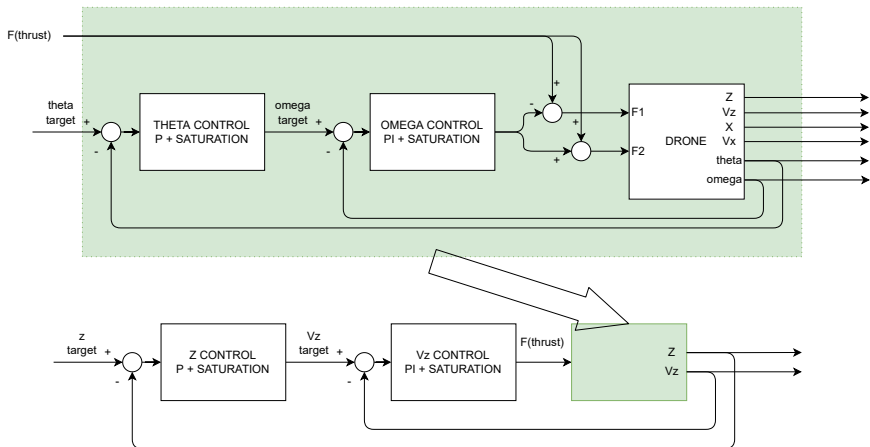 F(thrust)
theta
target
+
-
THETA CONTROL
P + SATURATION
omega
target
+
-
OMEGA CONTROL
PI + SATURATION
-
+
+
+
F1
F2
DRONE
Z
Vz
X
Vx
theta
omega
z
target
+
-
Z CONTROL
P + SATURATION
Vz
target
+
-
Vz CONTROL
PI + SATURATION
F(thrust)
Z
Vz